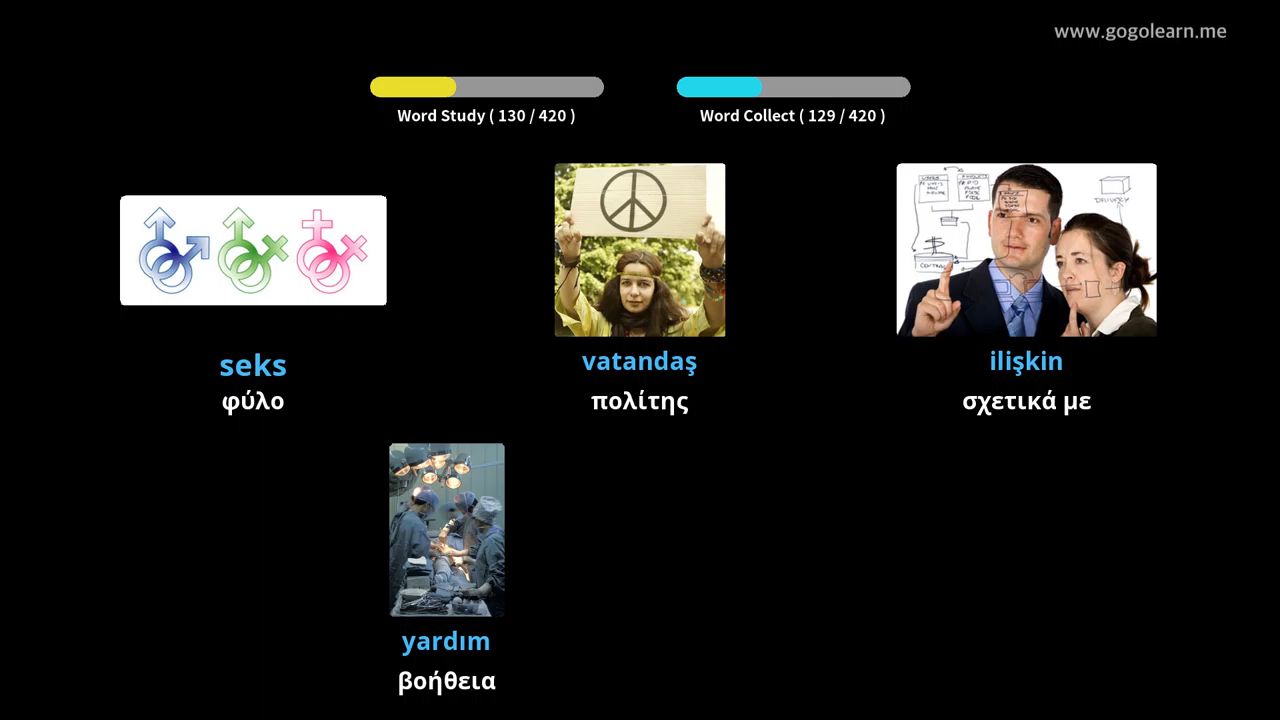 www.gogolearn.me
Word Study ( 130 / 420 )
Word Collect ( 129 / 420 )
seks
φύλο
vatandaş
πολίτης
ilişkin
σχετικά με
yardım
βοήθεια